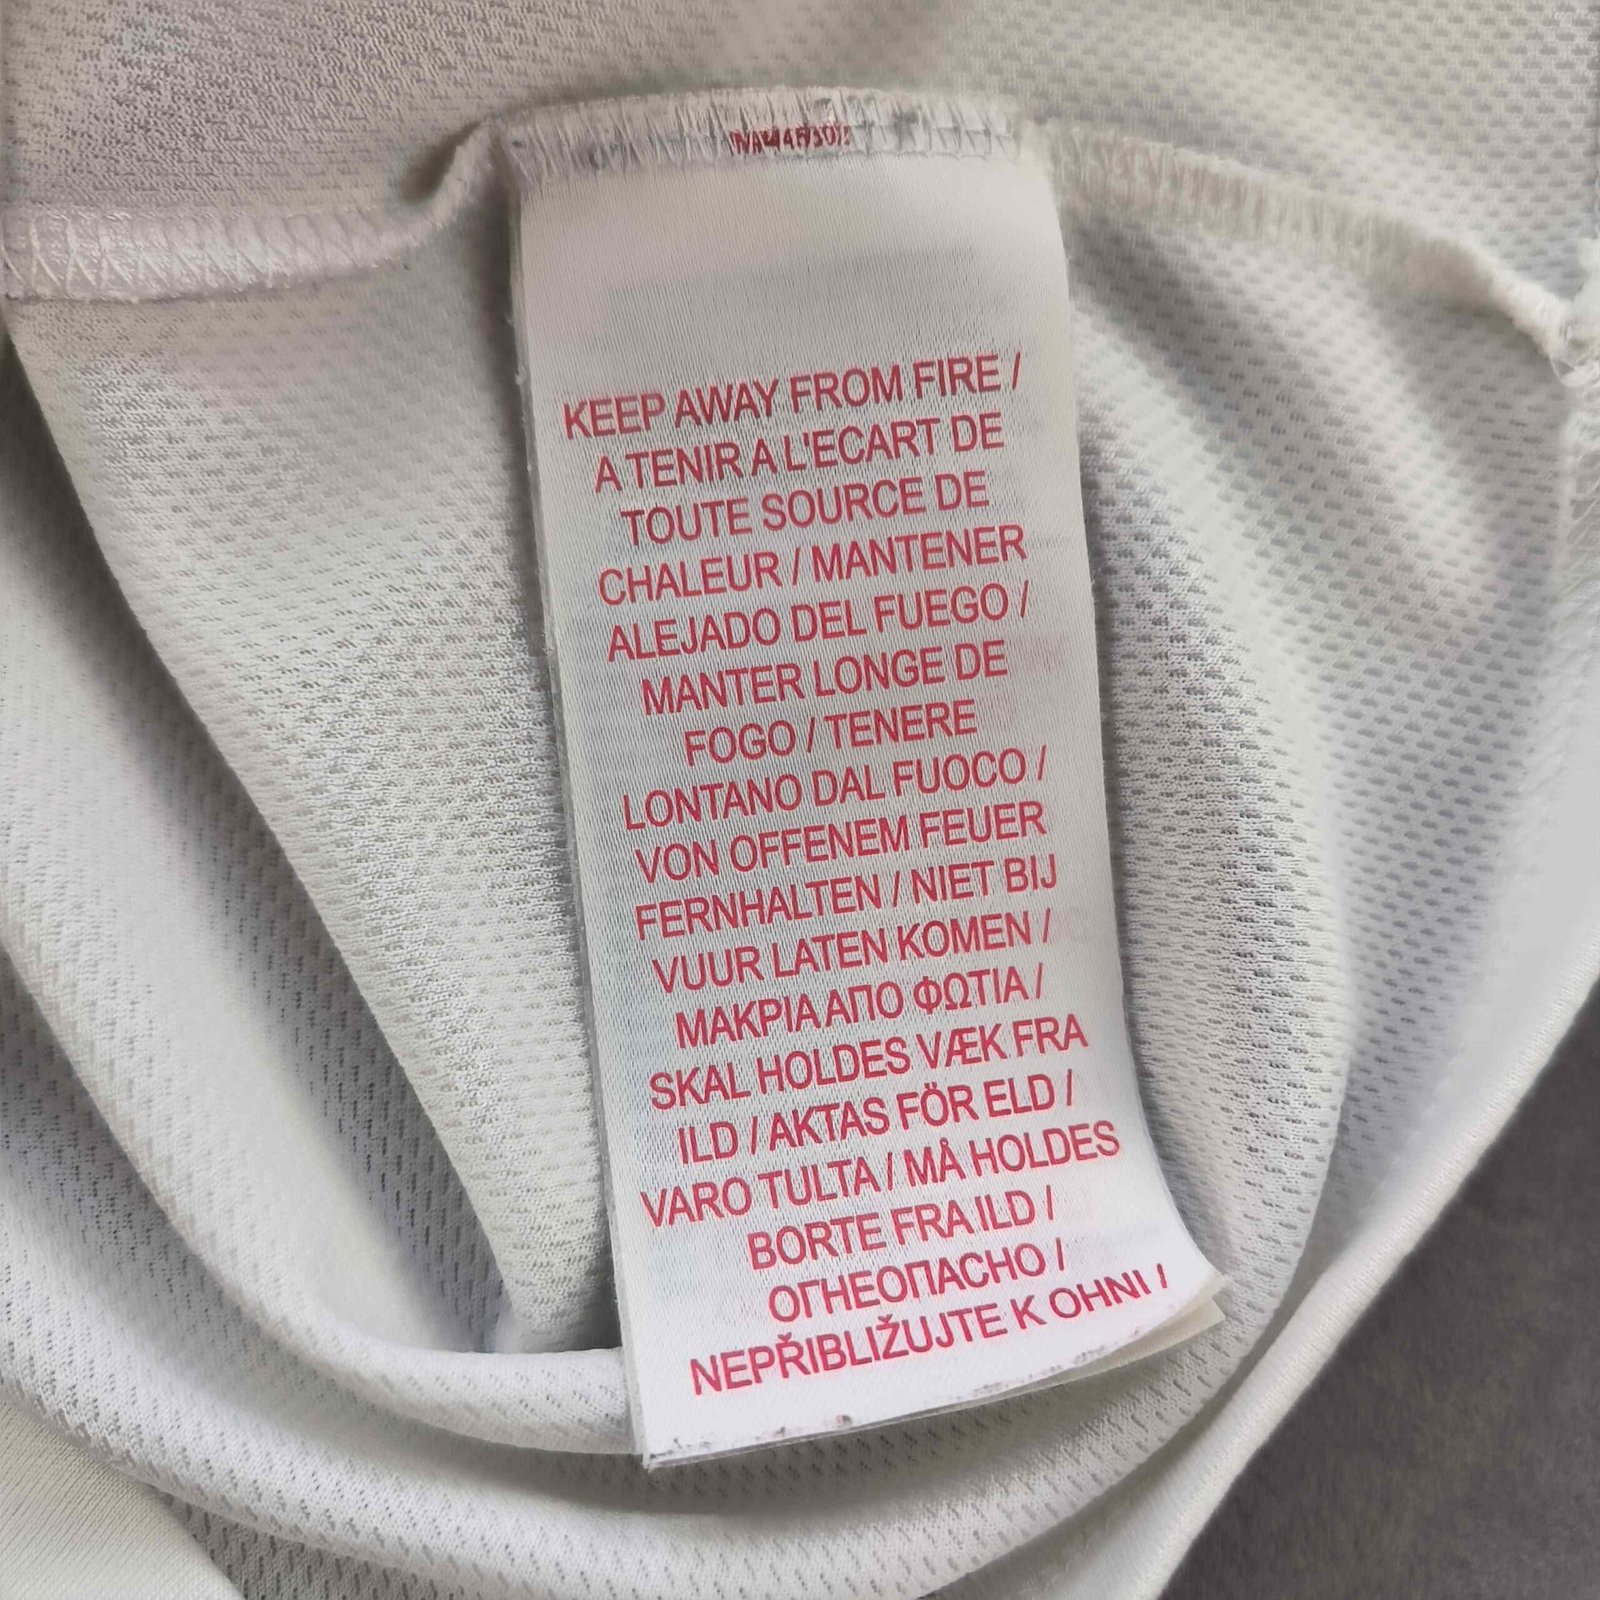 KEEP AWAY FROM FIRE /
A TENIR A L'ECART DE
TOUTE SOURCE DE
CHALEUR / MANTENER
ALEJADO DEL FUEGO /
MANTER LONGE DE
FOGO / TENERE
LONTANO DAL FUOCO /
VON OFFENEM FEUER
FERNHALTEN / NIET BIJ
VUUR LATEN KOMEN /
ΜΑΚΡΙΑ ΑΠΟ ΦΩΤΙΑ /
SKAL HOLDES VÆK FRA
ILD / AKTAS FÖR ELD /
VARO TULTA / MÅ HOLDES
BORTE FRA ILD /
ОГНЕОПАСНО /
NEPŘIBLIŽUJTE K OHNI /